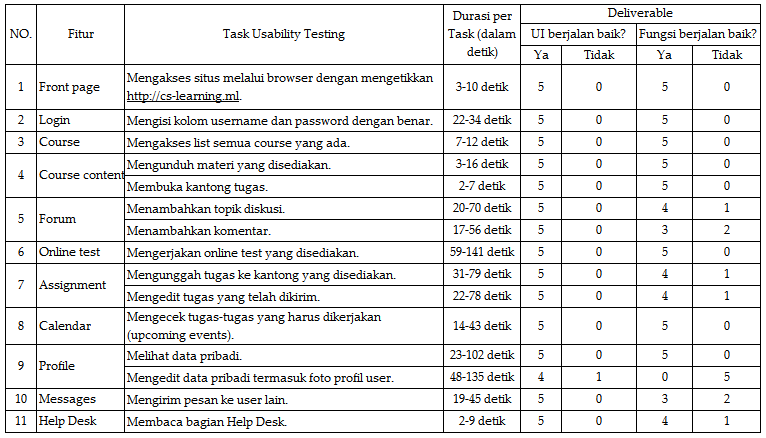 NO. Fitur Task Usability Testing Durasi per Task (dalam detik) Deliverable
UI berjalan baik? Fungsi berjalan baik?
Ya Tidak Ya Tidak
1 Front page Mengakses situs melalui browser dengan mengetikkan http://cs-learning.ml. 3-10 detik 5 0 5 0
2 Login Mengisi kolom username dan password dengan benar. 22-34 detik 5 0 5 0
3 Course Mengakses list semua course yang ada. 7-12 detik 5 0 5 0
4 Course content Mengunduh materi yang disediakan. 3-16 detik 5 0 5 0
Membuka kantong tugas. 2-7 detik 5 0 5 0
5 Forum Menambahkan topik diskusi. 20-70 detik 5 0 4 1
Menambahkan komentar. 17-56 detik 5 0 3 2
6 Online test Mengerjakan online test yang disediakan. 59-141 detik 5 0 5 0
7 Assignment Mengunggah tugas ke kantong yang disediakan. 31-79 detik 5 0 4 1
Mengedit tugas yang telah dikirim. 22-78 detik 5 0 4 1
8 Calendar Mengecek tugas-tugas yang harus dikerjakan (upcoming events). 14-43 detik 5 0 5 0
9 Profile Melihat data pribadi. 23-102 detik 5 0 5 0
Mengedit data pribadi termasuk foto profil user. 48-135 detik 4 1 0 5
10 Messages Mengirim pesan ke user lain. 19-45 detik 5 0 3 2
11 Help Desk Membaca bagian Help Desk. 2-9 detik 5 0 4 1